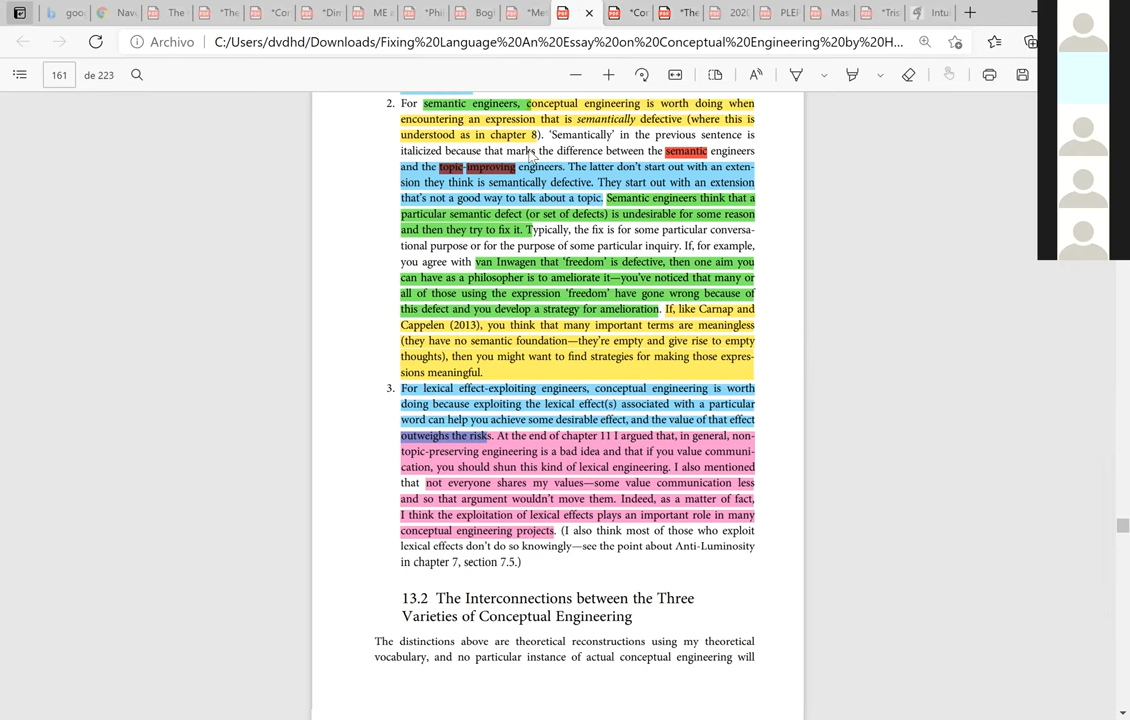 goo
Nav
The
*The
*Cor
*Din
ME a
*Phi
Bog
*Met
*Cor
*The
2020
PLEF
Mas
*Tris
Intui
Archivo
C:/Users/dvdhd/Downloads/Fixing%20Language%20An%20Essay%20on%20Conceptual%20Engineering%20by%20H...
161 de 223
2. For semantic engineers, conceptual engineering is worth doing when
encountering an expression that is semantically defective (where this is
understood as in chapter 8). ‘Semantically’ in the previous sentence is
italicized because that marks the difference between the semantic engineers
and the topic-improving engineers. The latter don’t start out with an exten-
sion they think is semantically defective. They start out with an extension
that’s not a good way to talk about a topic. Semantic engineers think that a
particular semantic defect (or set of defects) is undesirable for some reason
and then they try to fix it. Typically, the fix is for some particular conversa-
tional purpose or for the purpose of some particular inquiry. If, for example,
you agree with van Inwagen that ‘freedom’ is defective, then one aim you
can have as a philosopher is to ameliorate it—you’ve noticed that many or
all of those using the expression ‘freedom’ have gone wrong because of
this defect and you develop a strategy for amelioration. If, like Carnap and
Cappelen (2013), you think that many important terms are meaningless
(they have no semantic foundation—they’re empty and give rise to empty
thoughts), then you might want to find strategies for making those expres-
sions meaningful.
3. For lexical effect-exploiting engineers, conceptual engineering is worth
doing because exploiting the lexical effect(s) associated with a particular
word can help you achieve some desirable effect, and the value of that effect
outweighs the risks. At the end of chapter 11 I argued that, in general, non-
topic-preserving engineering is a bad idea and that if you value communi-
cation, you should shun this kind of lexical engineering. I also mentioned
that not everyone shares my values—some value communication less
and so that argument wouldn’t move them. Indeed, as a matter of fact,
I think the exploitation of lexical effects plays an important role in many
conceptual engineering projects. (I also think most of those who exploit
lexical effects don’t do so knowingly—see the point about Anti-Luminosity
in chapter 7, section 7.5.)
13.2 The Interconnections between the Three
Varieties of Conceptual Engineering
The distinctions above are theoretical reconstructions using my theoretical
vocabulary, and no particular instance of actual conceptual engineering will